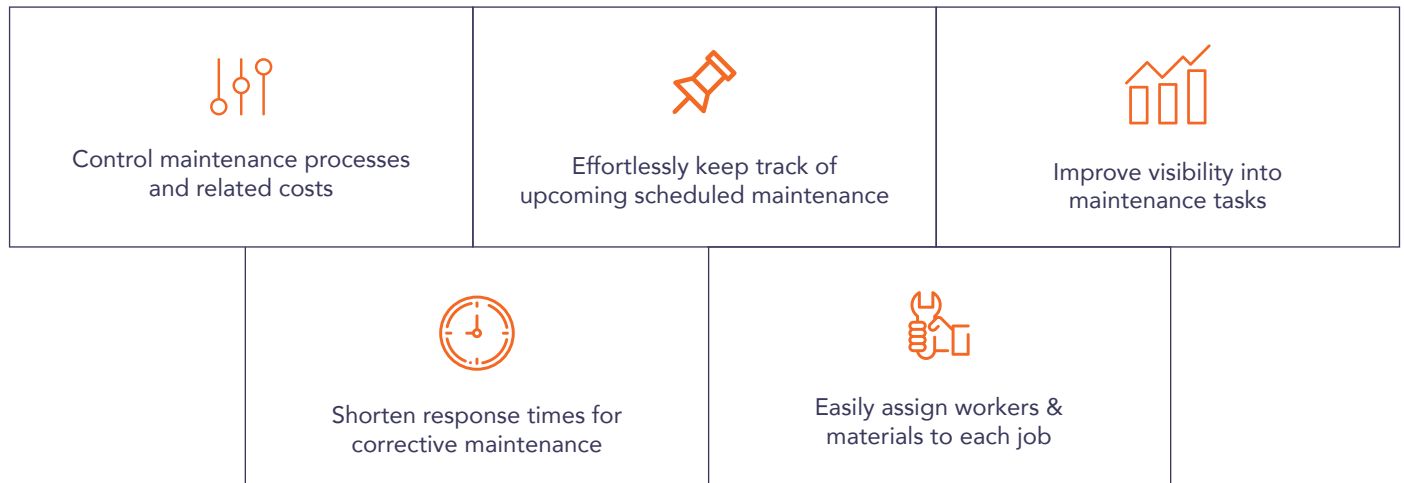 Control maintenance processes
and related costs
Effortlessly keep track of
upcoming scheduled maintenance
Improve visibility into
maintenance tasks
Shorten response times for
corrective maintenance
Easily assign workers &
materials to each job